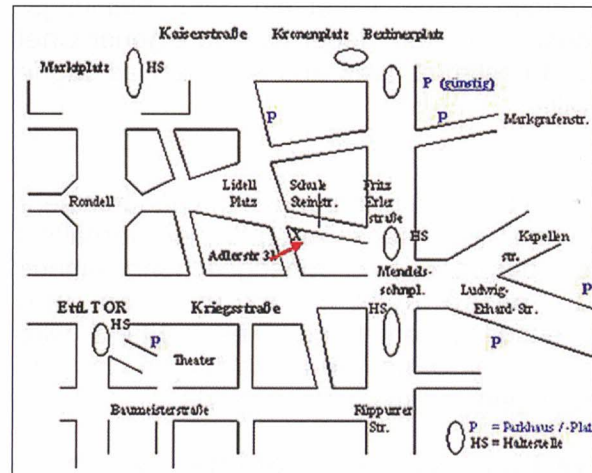 Kaiserstraße
Kronenplatz
Berlinerplatz
Marktplatz
HS
P (günstig)
P
P
Markgrafenstr.
Lidell
Platz
Schule
Steinstr.
Fritz
Erler
straße
Rondell
X
HS
Kapellen
str.
Adlerstr 31
Mendels-
sohnpl.
Ludwig-
Erhard-Str.
P
Ettl. TOR
Kriegsstraße
HS
HS
P
P
Theater
Baumeisterstraße
Rüppurrer
Str.
P = Parkhaus / -Platz
HS = Haltestelle